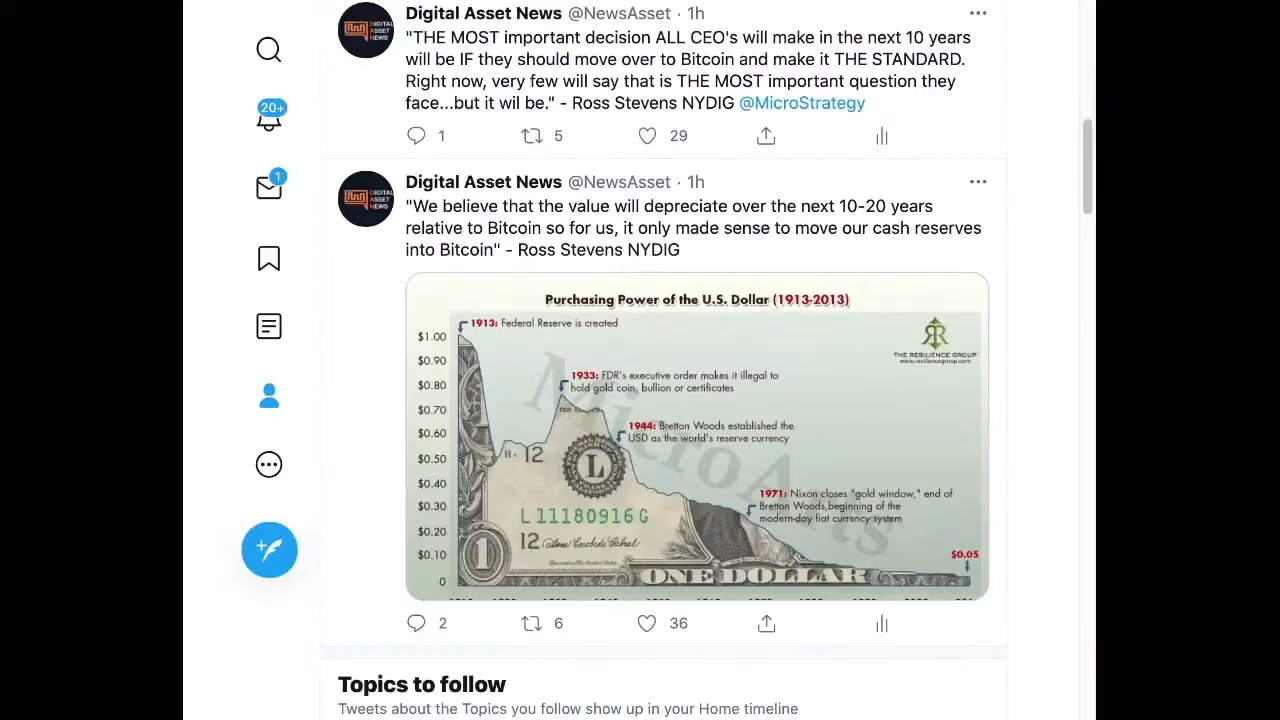 Digital Asset News @NewsAsset · 1h
"THE MOST important decision ALL CEO's will make in the next 10 years
will be IF they should move over to Bitcoin and make it THE STANDARD.
Right now, very few will say that is THE MOST important question they
face...but it wil be." - Ross Stevens NYDIG @MicroStrategy
1 5 29
20+
1
Digital Asset News @NewsAsset · 1h
"We believe that the value will depreciate over the next 10-20 years
relative to Bitcoin so for us, it only made sense to move our cash reserves
into Bitcoin" - Ross Stevens NYDIG
Purchasing Power of the U.S. Dollar (1913-2013)
1913: Federal Reserve is created
THE RESILIENCE GROUP
www.resiliencegroup.com
$1.00
$0.90
$0.80
$0.70
$0.60
$0.50
$0.40
$0.30
$0.20
$0.10
0
1933: FDR's executive order makes it illegal to
hold gold coin, bullion or certificates
1944: Bretton Woods established the
USD as the world's reserve currency
1971: Nixon closes "gold window," end of
Bretton Woods,beginning of the
modern-day fiat currency system
$0.05
MicroArts
H 12
L
L 11180916 G
12
1
ONE DOLLAR
2 6 36
Topics to follow
Tweets about the Topics you follow show up in your Home timeline